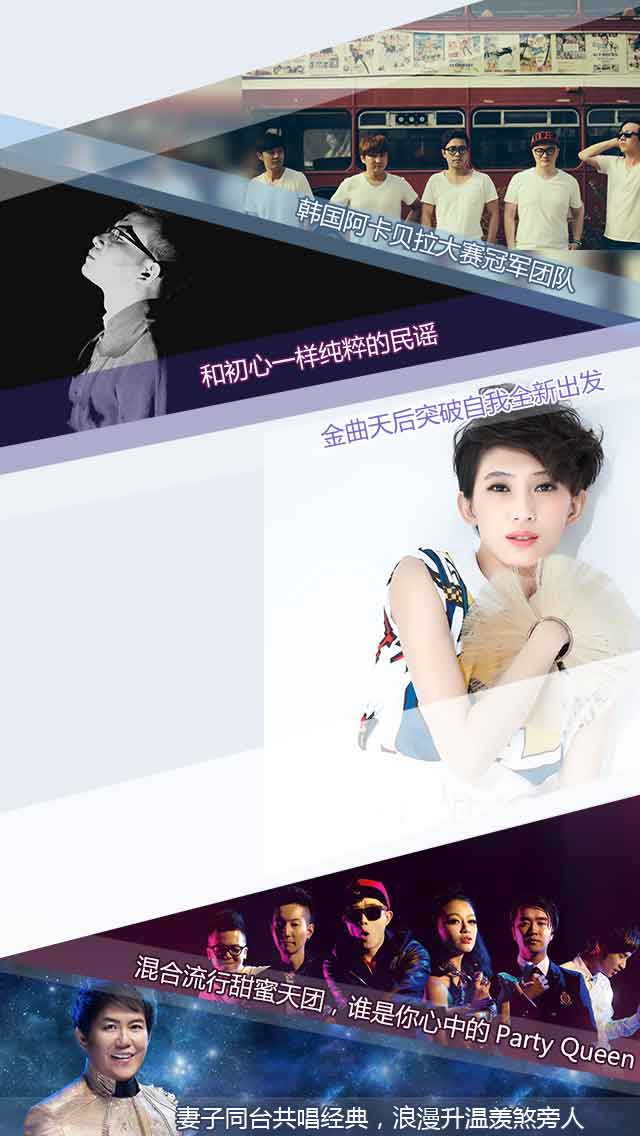 韩国阿卡贝拉大赛冠军团队
和初心一样纯粹的民谣
金曲天后突破自我全新出发
混合流行甜蜜天团，谁是你心中的 Party Queen
妻子同台共唱经典，浪漫升温羡煞旁人